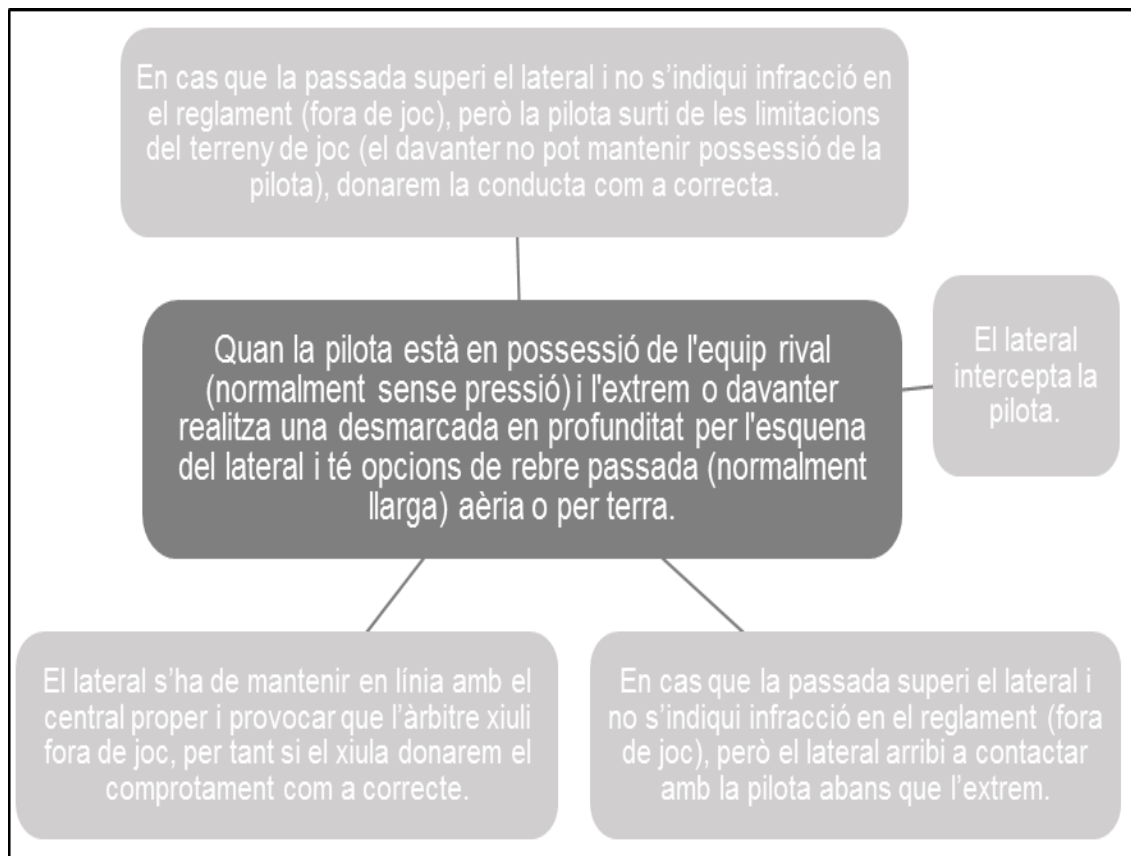 En cas que la passada superi el lateral i no s’indiqui infracció en
el reglament (fora de joc), però la pilota surti de les limitacions
del terreny de joc (el davanter no pot mantenir possessió de la
pilota), donarem la conducta com a correcta.
Quan la pilota està en possessió de l'equip rival
(normalment sense pressió) i l'extrem o davanter
realitza una desmarcada en profunditat per l'esquena
del lateral i té opcions de rebre passada (normalment
llarga) aèria o per terra.
El lateral
intercepta la
pilota.
El lateral s’ha de mantenir en línia amb el
central proper i provocar que l’àrbitre xiuli
fora de joc, per tant si el xiula donarem el
comprotament com a correcte.
En cas que la passada superi el lateral i
no s’indiqui infracció en el reglament (fora
de joc), però el lateral arribi a contactar
amb la pilota abans que l’extrem.